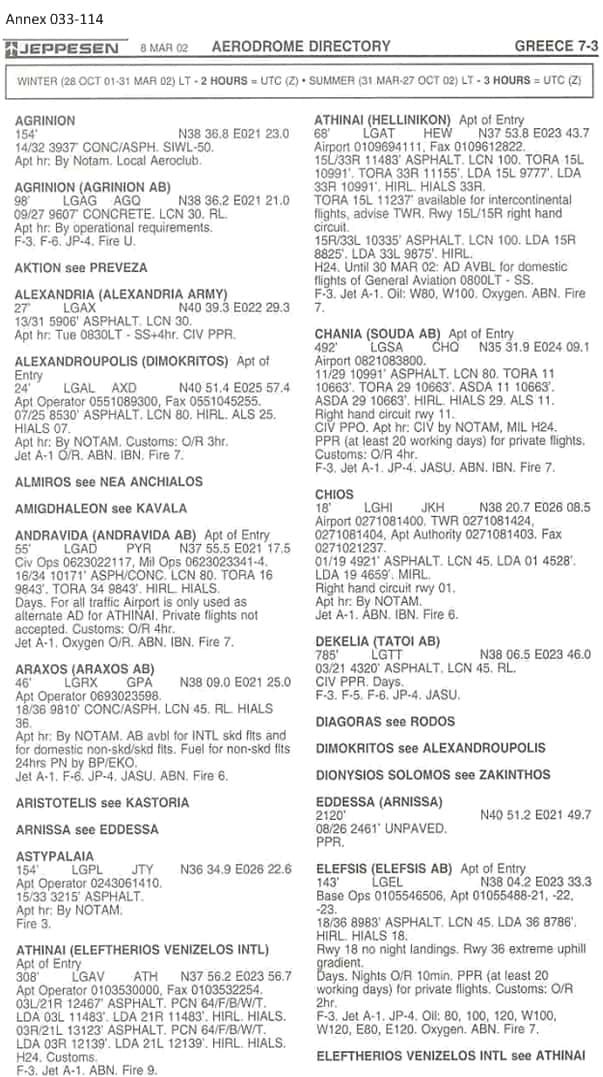 Annex 033-114
JEPPESEN 8 MAR 02 AERODROME DIRECTORY GREECE 7-3
WINTER (28 OCT 01-31 MAR 02) LT - 2 HOURS = UTC (Z) • SUMMER (31 MAR-27 OCT 02) LT - 3 HOURS = UTC (Z)
AGRINION
154' N38 36.8 E021 23.0
14/32 3937' CONC/ASPH. SIWL-50.
Apt hr: By Notam. Local Aeroclub.
AGRINION (AGRINION AB)
98' LGAG AGQ N38 36.2 E021 21.0
09/27 9607' CONCRETE. LCN 30. RL.
Apt hr: By operational requirements.
F-3. F-6. JP-4. Fire U.
AKTION see PREVEZA
ALEXANDRIA (ALEXANDRIA ARMY)
27' LGAX N40 39.3 E022 29.3
13/31 5906' ASPHALT. LCN 30.
Apt hr: Tue 0830LT - SS+4hr. CIV PPR.
ALEXANDROUPOLIS (DIMOKRITOS) Apt of
Entry
24' LGAL AXD N40 51.4 E025 57.4
Apt Operator 0551089300, Fax 0551045255.
07/25 8530' ASPHALT. LCN 80. HIRL. ALS 25.
HIALS 07.
Apt hr: By NOTAM. Customs: O/R 3hr.
Jet A-1 O/R. ABN. IBN. Fire 7.
ALMIROS see NEA ANCHIALOS
AMIGDHALEON see KAVALA
ANDRAVIDA (ANDRAVIDA AB) Apt of Entry
55' LGAD PYR N37 55.5 E021 17.5
Civ Ops 0623022117, Mil Ops 0623023341-4.
16/34 10171' ASPH/CONC. LCN 80. TORA 16
9843'. TORA 34 9843'. HIRL. HIALS.
Days. For all traffic Airport is only used as
alternate AD for ATHINAI. Private flights not
accepted. Customs: O/R 4hr.
Jet A-1. Oxygen O/R. ABN. IBN. Fire 7.
ARAXOS (ARAXOS AB)
46' LGRX GPA N38 09.0 E021 25.0
Apt Operator 0693023598.
18/36 9810' CONC/ASPH. LCN 45. RL. HIALS
36.
Apt hr: By NOTAM. AB avbl for INTL skd flts and
for domestic non-skd/skd flts. Fuel for non-skd flts
24hrs PN by BP/EKO.
Jet A-1. F-6. JP-4. JASU. ABN. Fire 6.
ARISTOTELIS see KASTORIA
ARNISSA see EDDESSA
ASTYPALAIA
154' LGPL JTY N36 34.9 E026 22.6
Apt Operator 0243061410.
15/33 3215' ASPHALT.
Apt hr: By NOTAM.
Fire 3.
ATHINAI (ELEFTHERIOS VENIZELOS INTL)
Apt of Entry
308' LGAV ATH N37 56.2 E023 56.7
Apt Operator 0103530000, Fax 0103532254.
03L/21R 12467' ASPHALT. PCN 64/F/B/W/T.
LDA 03L 11483'. LDA 21R 11483'. HIRL. HIALS.
03R/21L 13123' ASPHALT. PCN 64/F/B/W/T.
LDA 03R 12139'. LDA 21L 12139'. HIRL. HIALS.
H24. Customs.
F-3. Jet A-1. ABN. Fire 9.
ATHINAI (HELLINIKON) Apt of Entry
68' LGAT HEW N37 53.8 E023 43.7
Airport 0109694111, Fax 0109612822.
15L/33R 11483' ASPHALT. LCN 100. TORA 15L
10991'. TORA 33R 11155'. LDA 15L 9777'. LDA
33R 10991'. HIRL. HIALS 33R.
TORA 15L 11237' available for intercontinental
flights, advise TWR. Rwy 15L/15R right hand
circuit.
15R/33L 10335' ASPHALT. LCN 100. LDA 15R
8825'. LDA 33L 9875'. HIRL.
H24. Until 30 MAR 02: AD AVBL for domestic
flights of General Aviation 0800LT - SS.
F-3. Jet A-1. Oil: W80, W100. Oxygen. ABN. Fire
7.
CHANIA (SOUDA AB) Apt of Entry
492' LGSA CHQ N35 31.9 E024 09.1
Airport 0821083800.
11/29 10991' ASPHALT. LCN 80. TORA 11
10663'. TORA 29 10663'. ASDA 11 10663'.
ASDA 29 10663'. HIRL. HIALS 29. ALS 11.
Right hand circuit rwy 11.
CIV PPO. Apt hr: CIV by NOTAM, MIL H24.
PPR (at least 20 working days) for private flights.
Customs: O/R 4hr.
F-3. Jet A-1. JP-4. JASU. ABN. IBN. Fire 7.
CHIOS
18' LGHI JKH N38 20.7 E026 08.5
Airport 0271081400. TWR 0271081424,
0271081404, Apt Authority 0271081403. Fax
0271021237.
01/19 4921' ASPHALT. LCN 45. LDA 01 4528'.
LDA 19 4659'. MIRL.
Right hand circuit rwy 01.
Apt hr: By NOTAM.
Jet A-1. ABN. IBN. Fire 6.
DEKELIA (TATOI AB)
785' LGTT N38 06.5 E023 46.0
03/21 4320' ASPHALT. LCN 45. RL.
CIV PPR. Days.
F-3. F-5. F-6. JP-4. JASU.
DIAGORAS see RODOS
DIMOKRITOS see ALEXANDROUPOLIS
DIONYSIOS SOLOMOS see ZAKINTHOS
EDDESSA (ARNISSA)
2120' N40 51.2 E021 49.7
08/26 2461' UNPAVED.
PPR.
ELEFSIS (ELEFSIS AB) Apt of Entry
143' LGEL N38 04.2 E023 33.3
Base Ops 0105546506, Apt 01055488-21, -22,
-23.
18/36 8983' ASPHALT. LCN 45. LDA 36 8786'.
HIRL. HIALS 18.
Rwy 18 no night landings. Rwy 36 extreme uphill
gradient.
Days. Nights O/R 10min. PPR (at least 20
working days) for private flights. Customs: O/R
2hr.
F-3. Jet A-1. JP-4. Oil: 80, 100, 120, W100,
W120, E80, E120. Oxygen. ABN. Fire 7.
ELEFTHERIOS VENIZELOS INTL see ATHINAI